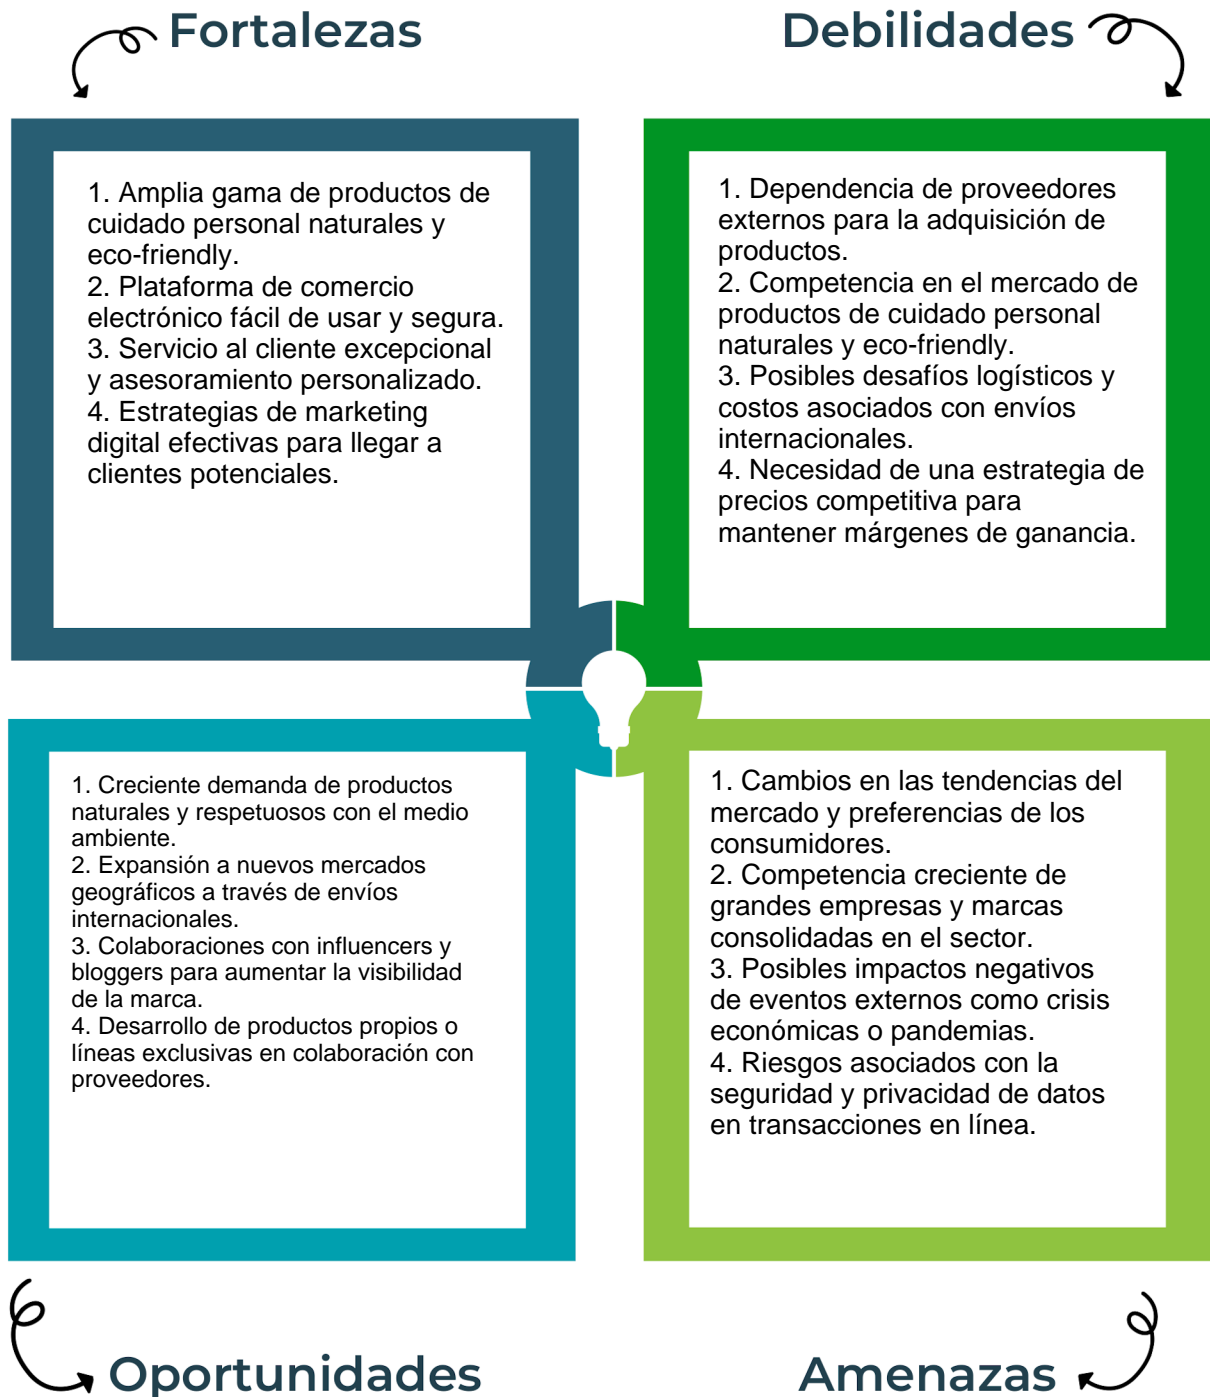 Fortalezas
1. Amplia gama de productos de
cuidado personal naturales y
eco-friendly.
2. Plataforma de comercio
electrónico fácil de usar y segura.
3. Servicio al cliente excepcional
y asesoramiento personalizado.
4. Estrategias de marketing
digital efectivas para llegar a
clientes potenciales.
Debilidades
1. Dependencia de proveedores
externos para la adquisición de
productos.
2. Competencia en el mercado de
productos de cuidado personal
naturales y eco-friendly.
3. Posibles desafíos logísticos y
costos asociados con envíos
internacionales.
4. Necesidad de una estrategia de
precios competitiva para
mantener márgenes de ganancia.
1. Creciente demanda de productos
naturales y respetuosos con el medio
ambiente.
2. Expansión a nuevos mercados
geográficos a través de envíos
internacionales.
3. Colaboraciones con influencers y
bloggers para aumentar la visibilidad
de la marca.
4. Desarrollo de productos propios o
líneas exclusivas en colaboración con
proveedores.
Oportunidades
1. Cambios en las tendencias del
mercado y preferencias de los
consumidores.
2. Competencia creciente de
grandes empresas y marcas
consolidadas en el sector.
3. Posibles impactos negativos
de eventos externos como crisis
económicas o pandemias.
4. Riesgos asociados con la
seguridad y privacidad de datos
en transacciones en línea.
Amenazas